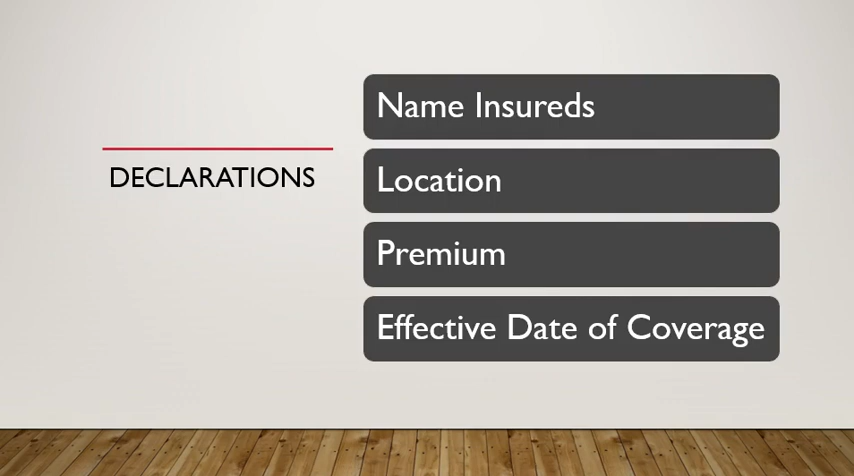 DECLARATIONS
Name Insureds
Location
Premium
Effective Date of Coverage